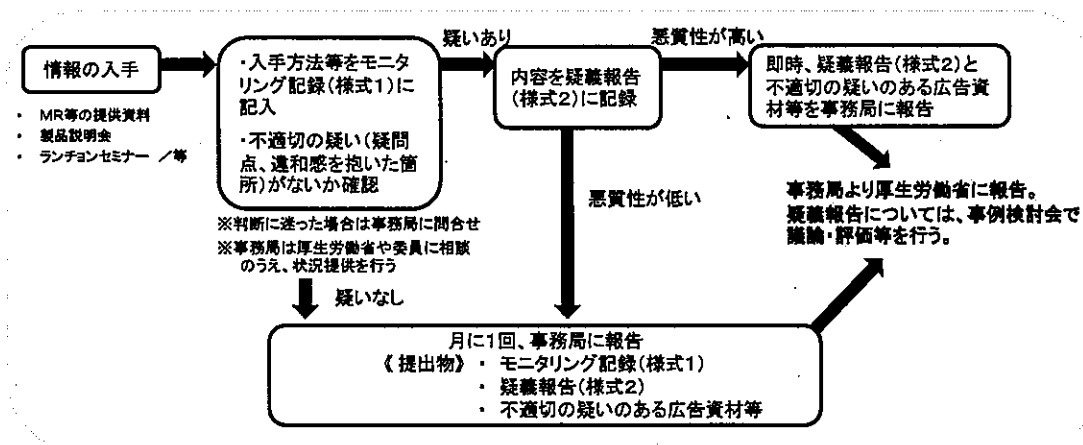 情報の入手
・ MR等の提供資料
・ 製品説明会
・ ランチョンセミナー ／等
・入手方法等をモニタ
リング記録(様式1)に
記入
・不適切の疑い(疑問
点、違和感を抱いた箇
所)がないか確認
※判断に迷った場合は事務局に問合せ
※事務局は厚生労働省や委員に相談
のうえ、状況提供を行う
疑いあり
疑いなし
内容を疑義報告
(様式2)に記録
悪質性が高い
悪質性が低い
即時、疑義報告(様式2)と
不適切の疑いのある広告資
材等を事務局に報告
事務局より厚生労働省に報告。
疑義報告については、事例検討会で
議論・評価等を行う。
月に1回、事務局に報告
《提出物》・ モニタリング記録(様式1)
・ 疑義報告(様式2)
・ 不適切の疑いのある広告資材等